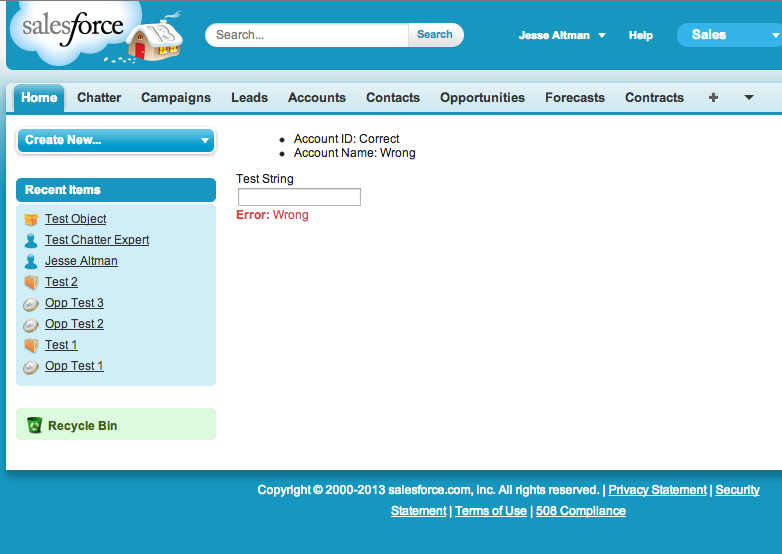 salesforce
13
Search...
Search
Jesse Altman
Help
Sales
Home Chatter Campaigns Leads Accounts Contacts Opportunities Forecasts Contracts +
Create New...
Recent Items
Test Object
Test Chatter Expert
Jesse Altman
Test 2
Opp Test 3
Opp Test 2
Test 1
Opp Test 1
Recycle Bin
• Account ID: Correct
• Account Name: Wrong
Test String
Error: Wrong
Copyright © 2000-2013 salesforce.com, inc. All rights reserved. | Privacy Statement | Security
Statement | Terms of Use | 508 Compliance